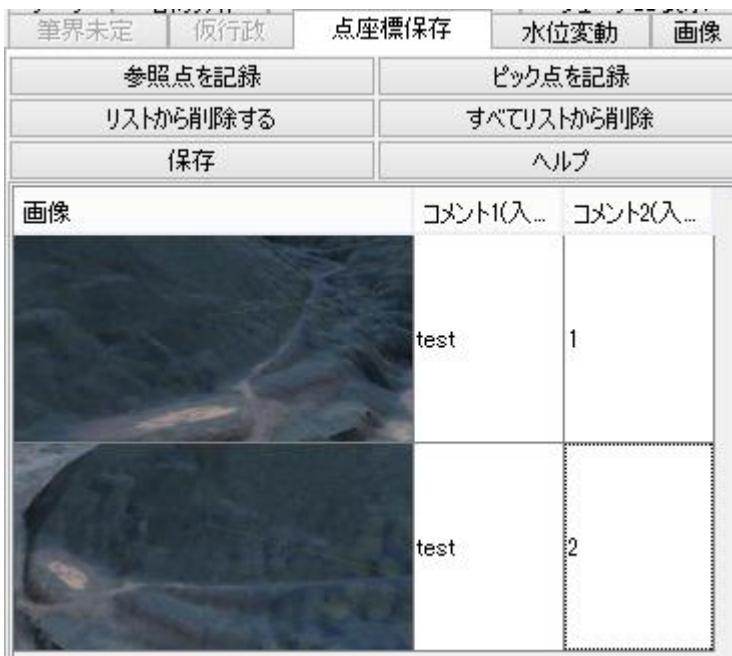 筆界未定 仮行政 点座標保存 水位変動 画像
参照点を記録 ピック点を記録
リストから削除する すべてリストから削除
保存 ヘルプ
画像 コメント1(入... コメント2(入...
test 1
test 2